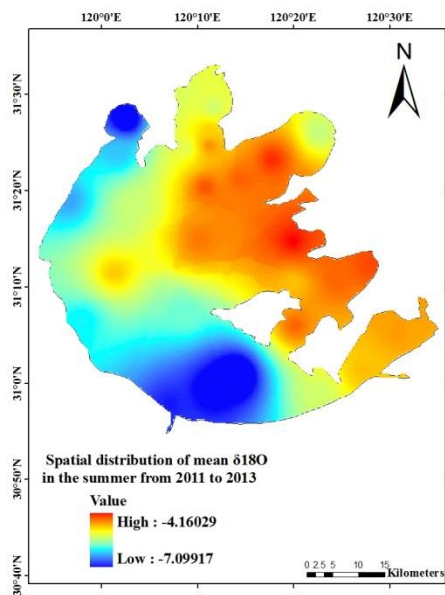 120°0'E 120°10'E 120°20'E 120°30'E
N
31°30'N
31°20'N
31°10'N
31°0'N
30°50'N
30°40'N
Spatial distribution of mean δ18O
in the summer from 2011 to 2013
Value
High : -4.16029
Low : -7.09917
0 2.5 5 10 15
Kilometers